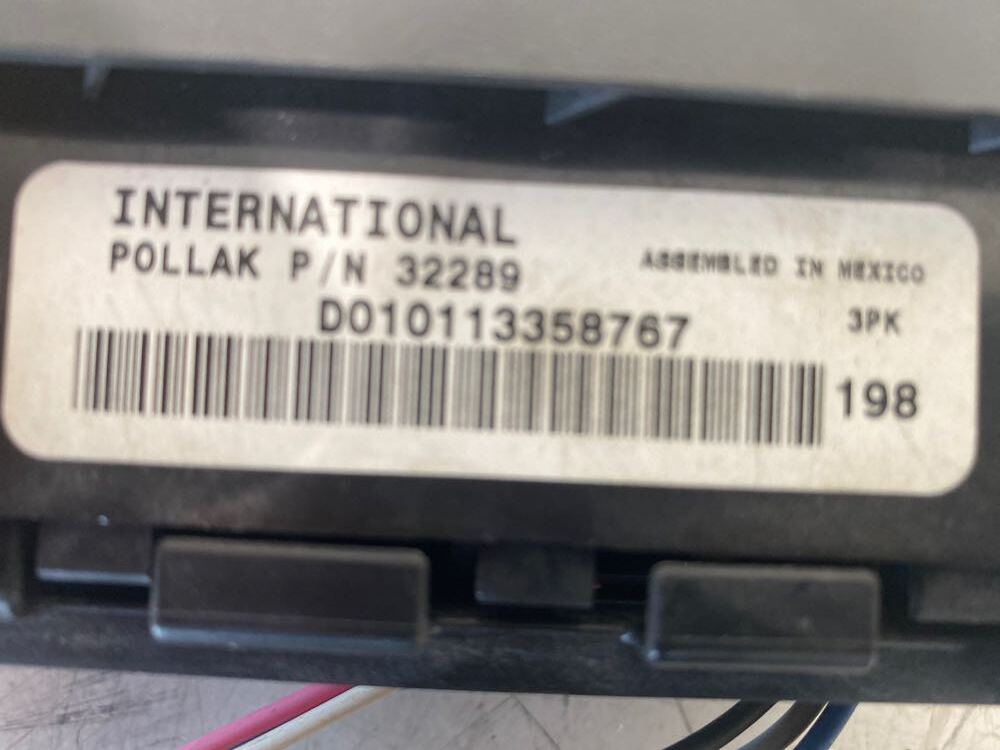 INTERNATIONAL
POLLAK P/N 32289
ASSEMBLED IN MEXICO
D010113358767
3PK
198